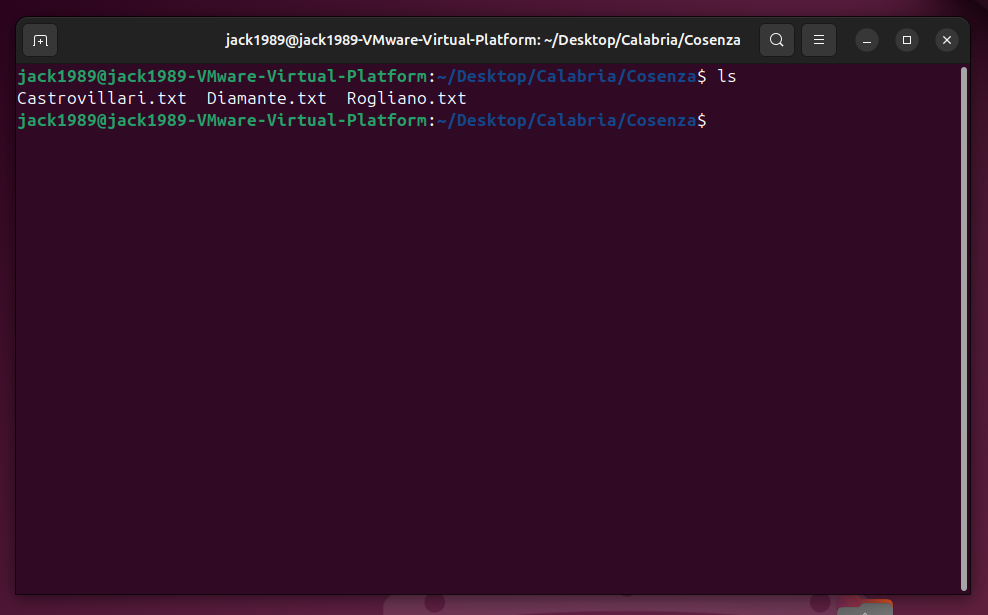 jack1989@jack1989-VMware-Virtual-Platform: ~/Desktop/Calabria/Cosenza
jack1989@jack1989-VMware-Virtual-Platform:~/Desktop/Calabria/Cosenza$ ls
Castrovillari.txt  Diamante.txt  Rogliano.txt
jack1989@jack1989-VMware-Virtual-Platform:~/Desktop/Calabria/Cosenza$